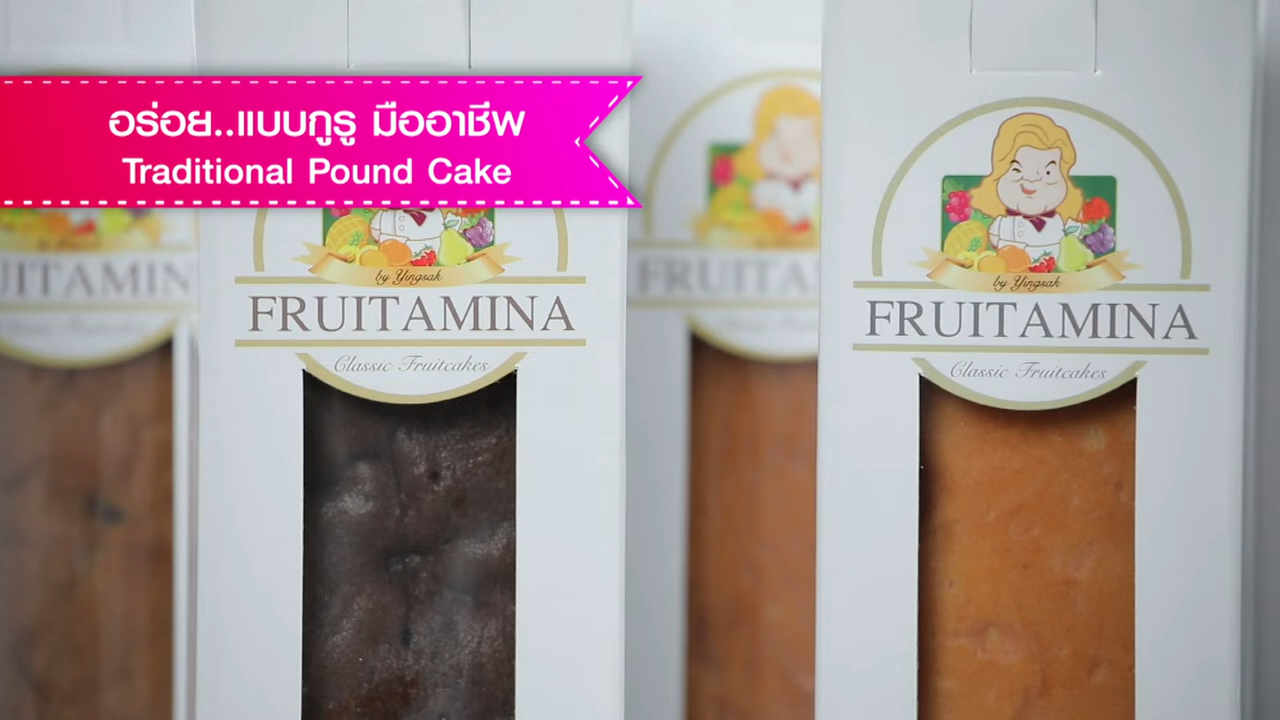 อร่อย..แบบกูรู มืออาชีพ
Traditional Pound Cake
by Yingsak
FRUITAMINA
Classic Fruitcakes
by Yingsak
FRUITAMINA
Classic Fruitcakes